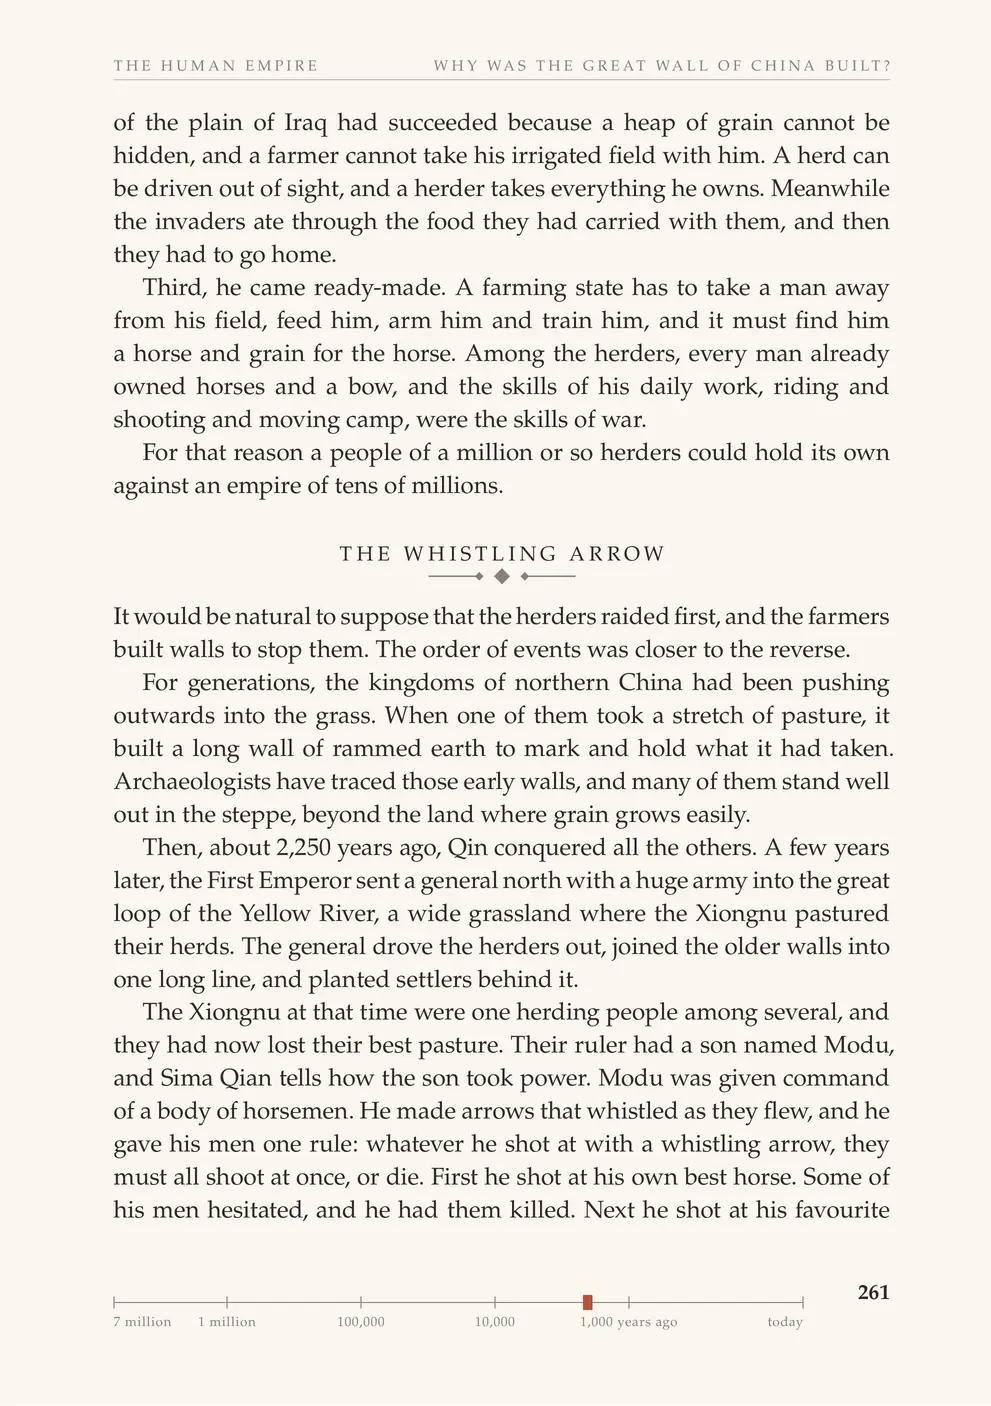 THE HUMAN EMPIRE
WHY WAS THE GREAT WALL OF CHINA BUILT?
of the plain of Iraq had succeeded because a heap of grain cannot be
hidden, and a farmer cannot take his irrigated field with him. A herd can
be driven out of sight, and a herder takes everything he owns. Meanwhile
the invaders ate through the food they had carried with them, and then
they had to go home.
Third, he came ready-made. A farming state has to take a man away
from his field, feed him, arm him and train him, and it must find him
a horse and grain for the horse. Among the herders, every man already
owned horses and a bow, and the skills of his daily work, riding and
shooting and moving camp, were the skills of war.
For that reason a people of a million or so herders could hold its own
against an empire of tens of millions.
THE WHISTLING ARROW
It would be natural to suppose that the herders raided first, and the farmers
built walls to stop them. The order of events was closer to the reverse.
For generations, the kingdoms of northern China had been pushing
outwards into the grass. When one of them took a stretch of pasture, it
built a long wall of rammed earth to mark and hold what it had taken.
Archaeologists have traced those early walls, and many of them stand well
out in the steppe, beyond the land where grain grows easily.
Then, about 2,250 years ago, Qin conquered all the others. A few years
later, the First Emperor sent a general north with a huge army into the great
loop of the Yellow River, a wide grassland where the Xiongnu pastured
their herds. The general drove the herders out, joined the older walls into
one long line, and planted settlers behind it.
The Xiongnu at that time were one herding people among several, and
they had now lost their best pasture. Their ruler had a son named Modu,
and Sima Qian tells how the son took power. Modu was given command
of a body of horsemen. He made arrows that whistled as they flew, and he
gave his men one rule: whatever he shot at with a whistling arrow, they
must all shoot at once, or die. First he shot at his own best horse. Some of
his men hesitated, and he had them killed. Next he shot at his favourite
261
7 million
1 million
100,000
10,000
1,000 years ago
today